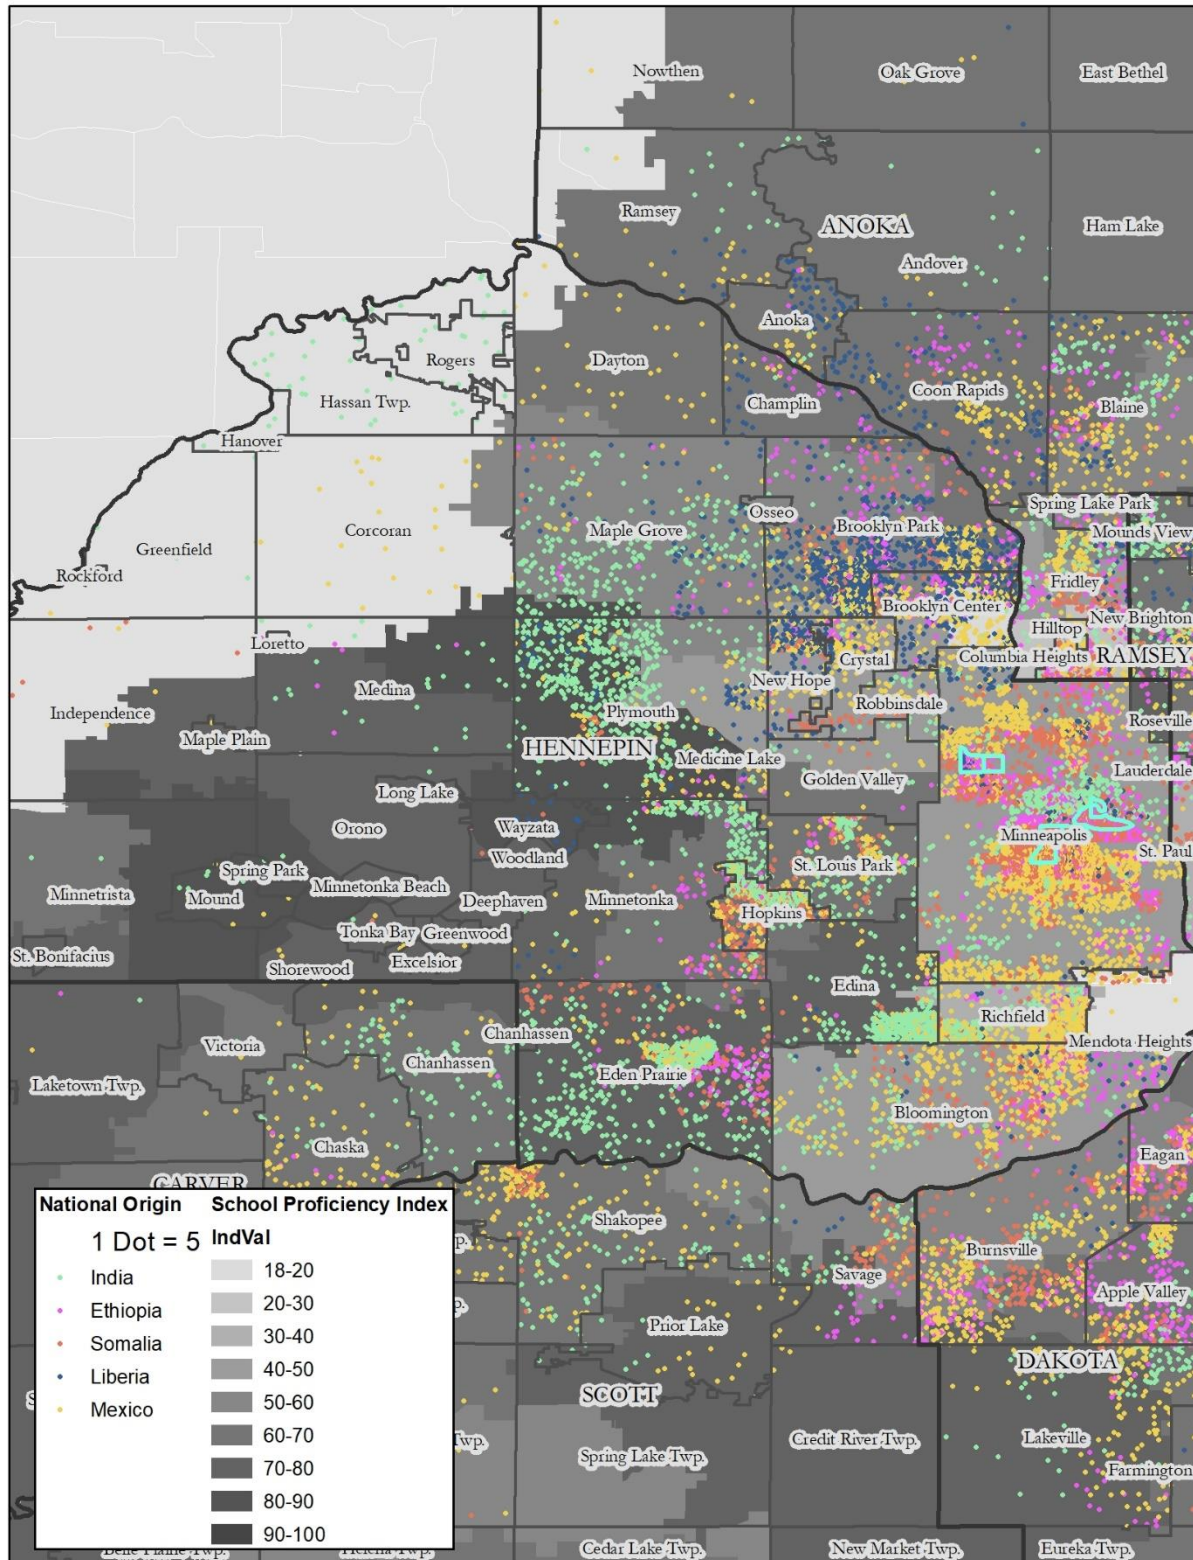 Nowthen
Oak Grove
East Bethel
Ramsey
ANOKA
Ham Lake
Andover
Anoka
Rogers
Dayton
Coon Rapids
Hassan Twp.
Champlin
Blaine
Hanover
Spring Lake Park
Osseo
Corcoran
Maple Grove
Brooklyn Park
Mounds View
Greenfield
Rockford
Fridley
Brooklyn Center
New Brighton
Hilltop
Loretto
Columbia Heights
RAMSEY
Crystal
New Hope
Medina
Robbinsdale
Independence
Plymouth
Maple Plain
Roseville
HENNEPIN
Medicine Lake
Lauderdale
Golden Valley
Long Lake
Orono
Wayzata
Minneapolis
St. Paul
Woodland
St. Louis Park
Spring Park
Minnetonka Beach
Minnetrista
Mound
Deephaven
Minnetonka
Hopkins
Tonka Bay
Greenwood
St. Bonifacius
Excelsior
Shorewood
Edina
Richfield
Chanhassen
Mendota Heights
Victoria
Chanhassen
Eden Prairie
Laketown Twp.
Bloomington
Chaska
Eagan
CARVER
Shakopee
Burnsville
Savage
Apple Valley
Prior Lake
DAKOTA
SCOTT
Credit River Twp.
Lakeville
Spring Lake Twp.
Farmington
Cedar Lake Twp.
New Market Twp.
Eureka Twp.
Belle Plaine Twp.
Helena Twp.
National Origin
1 Dot = 5
India
Ethiopia
Somalia
Liberia
Mexico
School Proficiency Index
IndVal
18-20
20-30
30-40
40-50
50-60
60-70
70-80
80-90
90-100